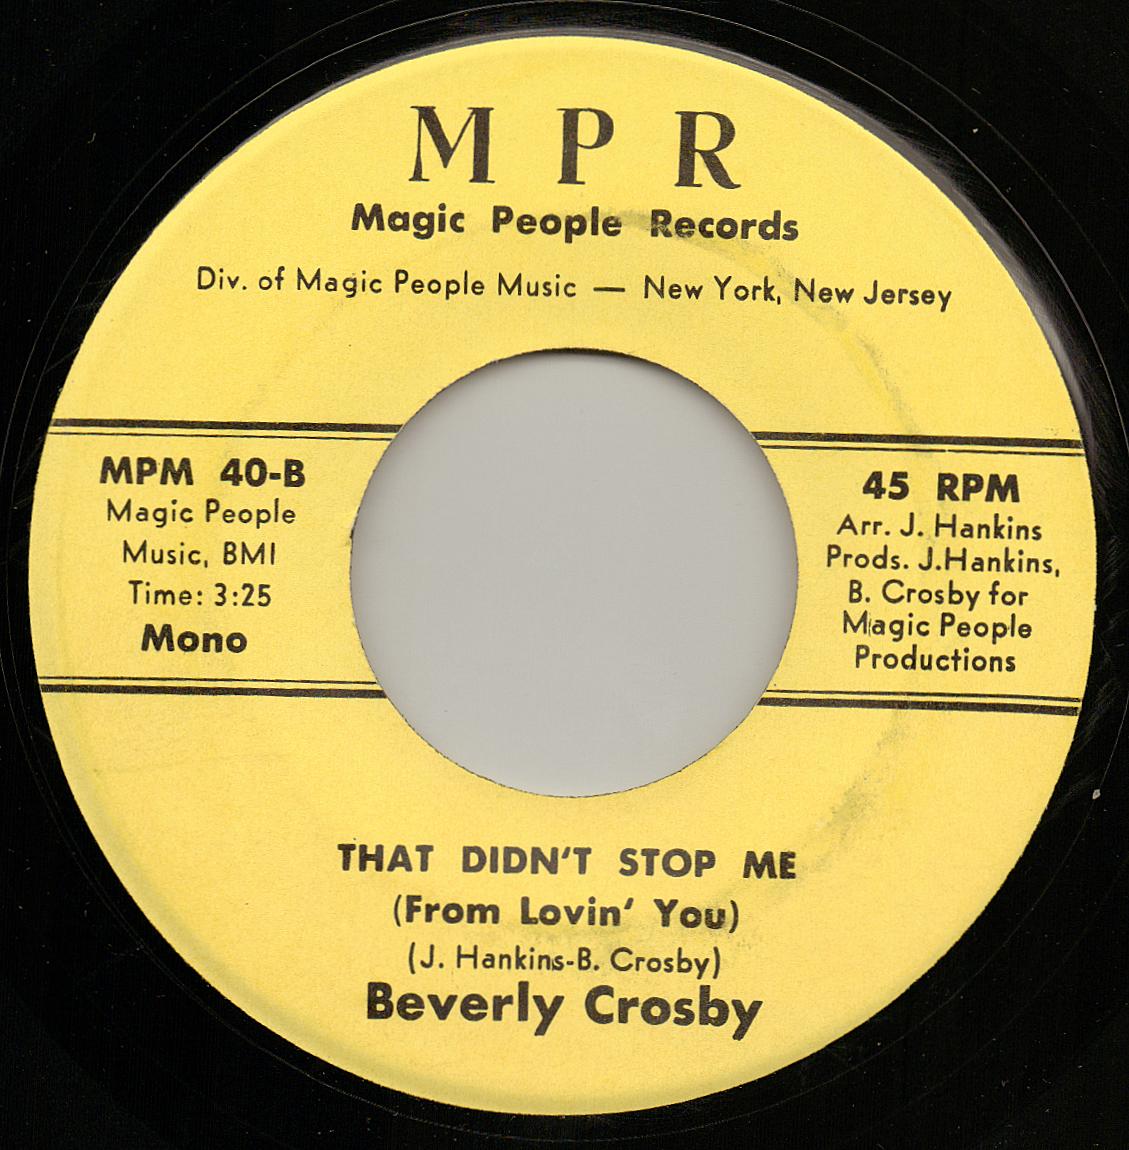 M P R
Magic People Records
Div. of Magic People Music — New York, New Jersey
MPM 40-B
Magic People
Music, BMI
Time: 3:25
Mono
45 RPM
Arr. J. Hankins
Prods. J.Hankins,
B. Crosby for
Magic People
Productions
THAT DIDN'T STOP ME
(From Lovin' You)
(J. Hankins-B. Crosby)
Beverly Crosby